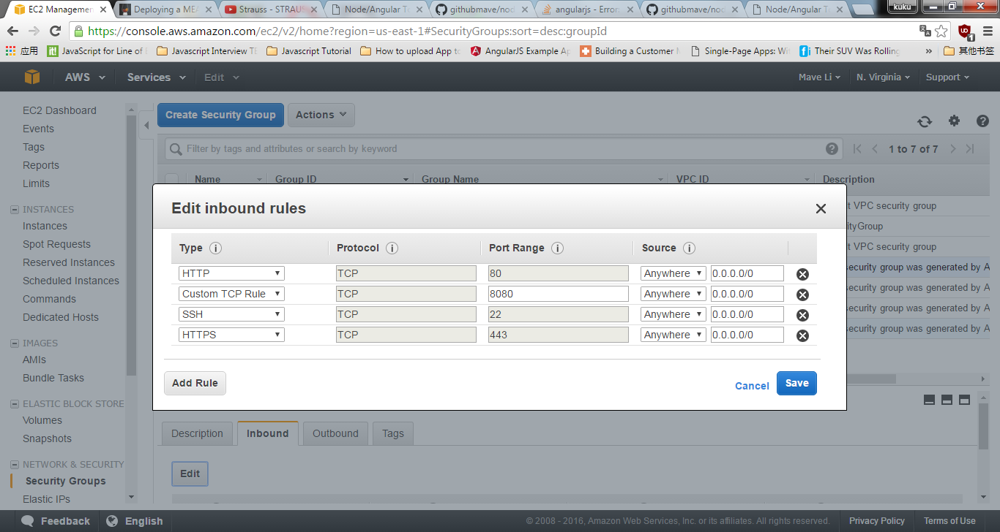 EC2 Managemen
Deploying a MEA
Strauss - STRAUS
Node/Angular To
githubmave/nod
angularjs - Error:
githubmave/nod
Node/Angular To
kuku
https://console.aws.amazon.com/ec2/v2/home?region=us-east-1#SecurityGroups:sort=desc:groupId
应用
JavaScript for Line of
Javascript Interview TE
Javascript Tutorial
How to upload App to
AngularJS Example Ap
Building a Customer
Single-Page Apps: Wi
Their SUV Was Rolling
»
其他书签
AWS
Services
Edit
Mave Li
N. Virginia
Support
EC2 Dashboard
Events
Tags
Reports
Limits
INSTANCES
Instances
Spot Requests
Reserved Instances
Scheduled Instances
Commands
Dedicated Hosts
IMAGES
AMIs
Bundle Tasks
ELASTIC BLOCK STORE
Volumes
Snapshots
NETWORK & SECURITY
Security Groups
Elastic IPs
Create Security Group
Actions
Filter by tags and attributes or search by keyword
1 to 7 of 7
Name
Group ID
Group Name
VPC ID
Description
t VPC security group
ityGroup
t VPC security group
security group was generated by A
security group was generated by A
security group was generated by A
security group was generated by A
Edit inbound rules
Type
Protocol
Port Range
Source
HTTP
TCP
80
Anywhere
0.0.0.0/0
Custom TCP Rule
TCP
8080
Anywhere
0.0.0.0/0
SSH
TCP
22
Anywhere
0.0.0.0/0
HTTPS
TCP
443
Anywhere
0.0.0.0/0
Add Rule
Cancel
Save
Description
Inbound
Outbound
Tags
Edit
Feedback
English
© 2008 - 2016, Amazon Web Services, Inc. or its affiliates. All rights reserved.
Privacy Policy
Terms of Use